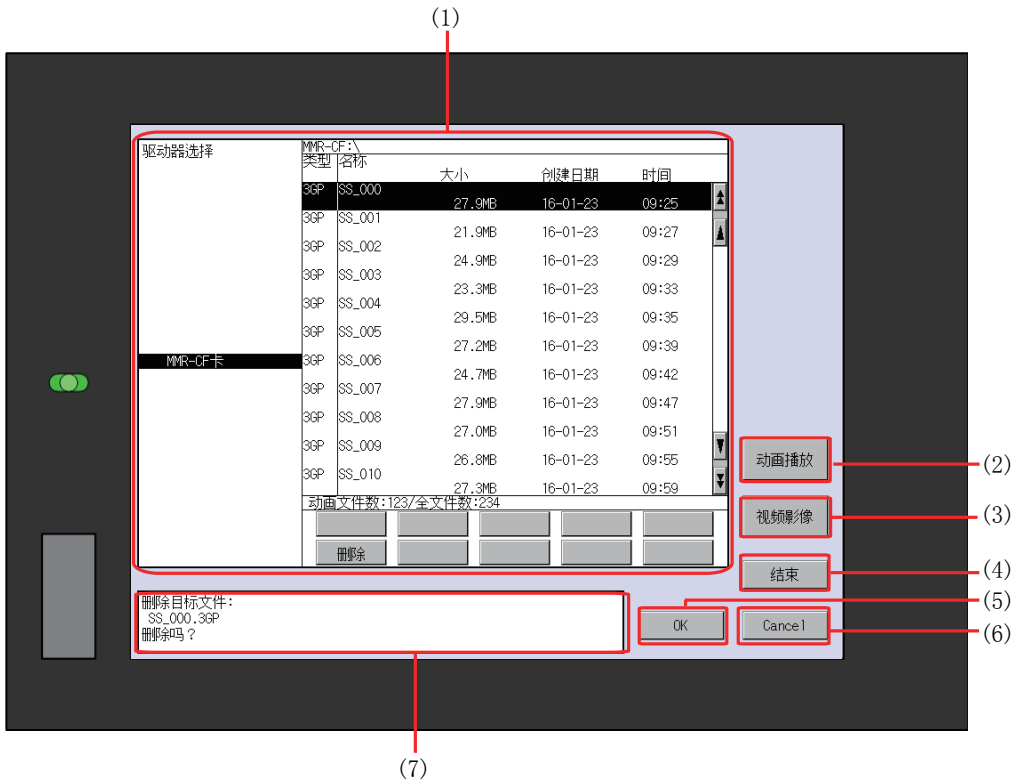 (1)
驱动器选择
MMR-CF卡
MMR-CF:\
类型 名称
大小 创建日期 时间
3GP SS_000
27.9MB 16-01-23 09:25
3GP SS_001
21.9MB 16-01-23 09:27
3GP SS_002
24.9MB 16-01-23 09:29
3GP SS_003
23.3MB 16-01-23 09:33
3GP SS_004
29.5MB 16-01-23 09:35
3GP SS_005
27.2MB 16-01-23 09:39
3GP SS_006
24.7MB 16-01-23 09:42
3GP SS_007
27.9MB 16-01-23 09:47
3GP SS_008
27.0MB 16-01-23 09:51
3GP SS_009
26.8MB 16-01-23 09:55
3GP SS_010
27.3MB 16-01-23 09:59
动画文件数:123/全文件数:234
删除
动画播放
(2)
视频影像
(3)
结束
(4)
(5)
删除目标文件:
SS_000.3GP
删除吗？
OK
Cancel
(6)
(7)